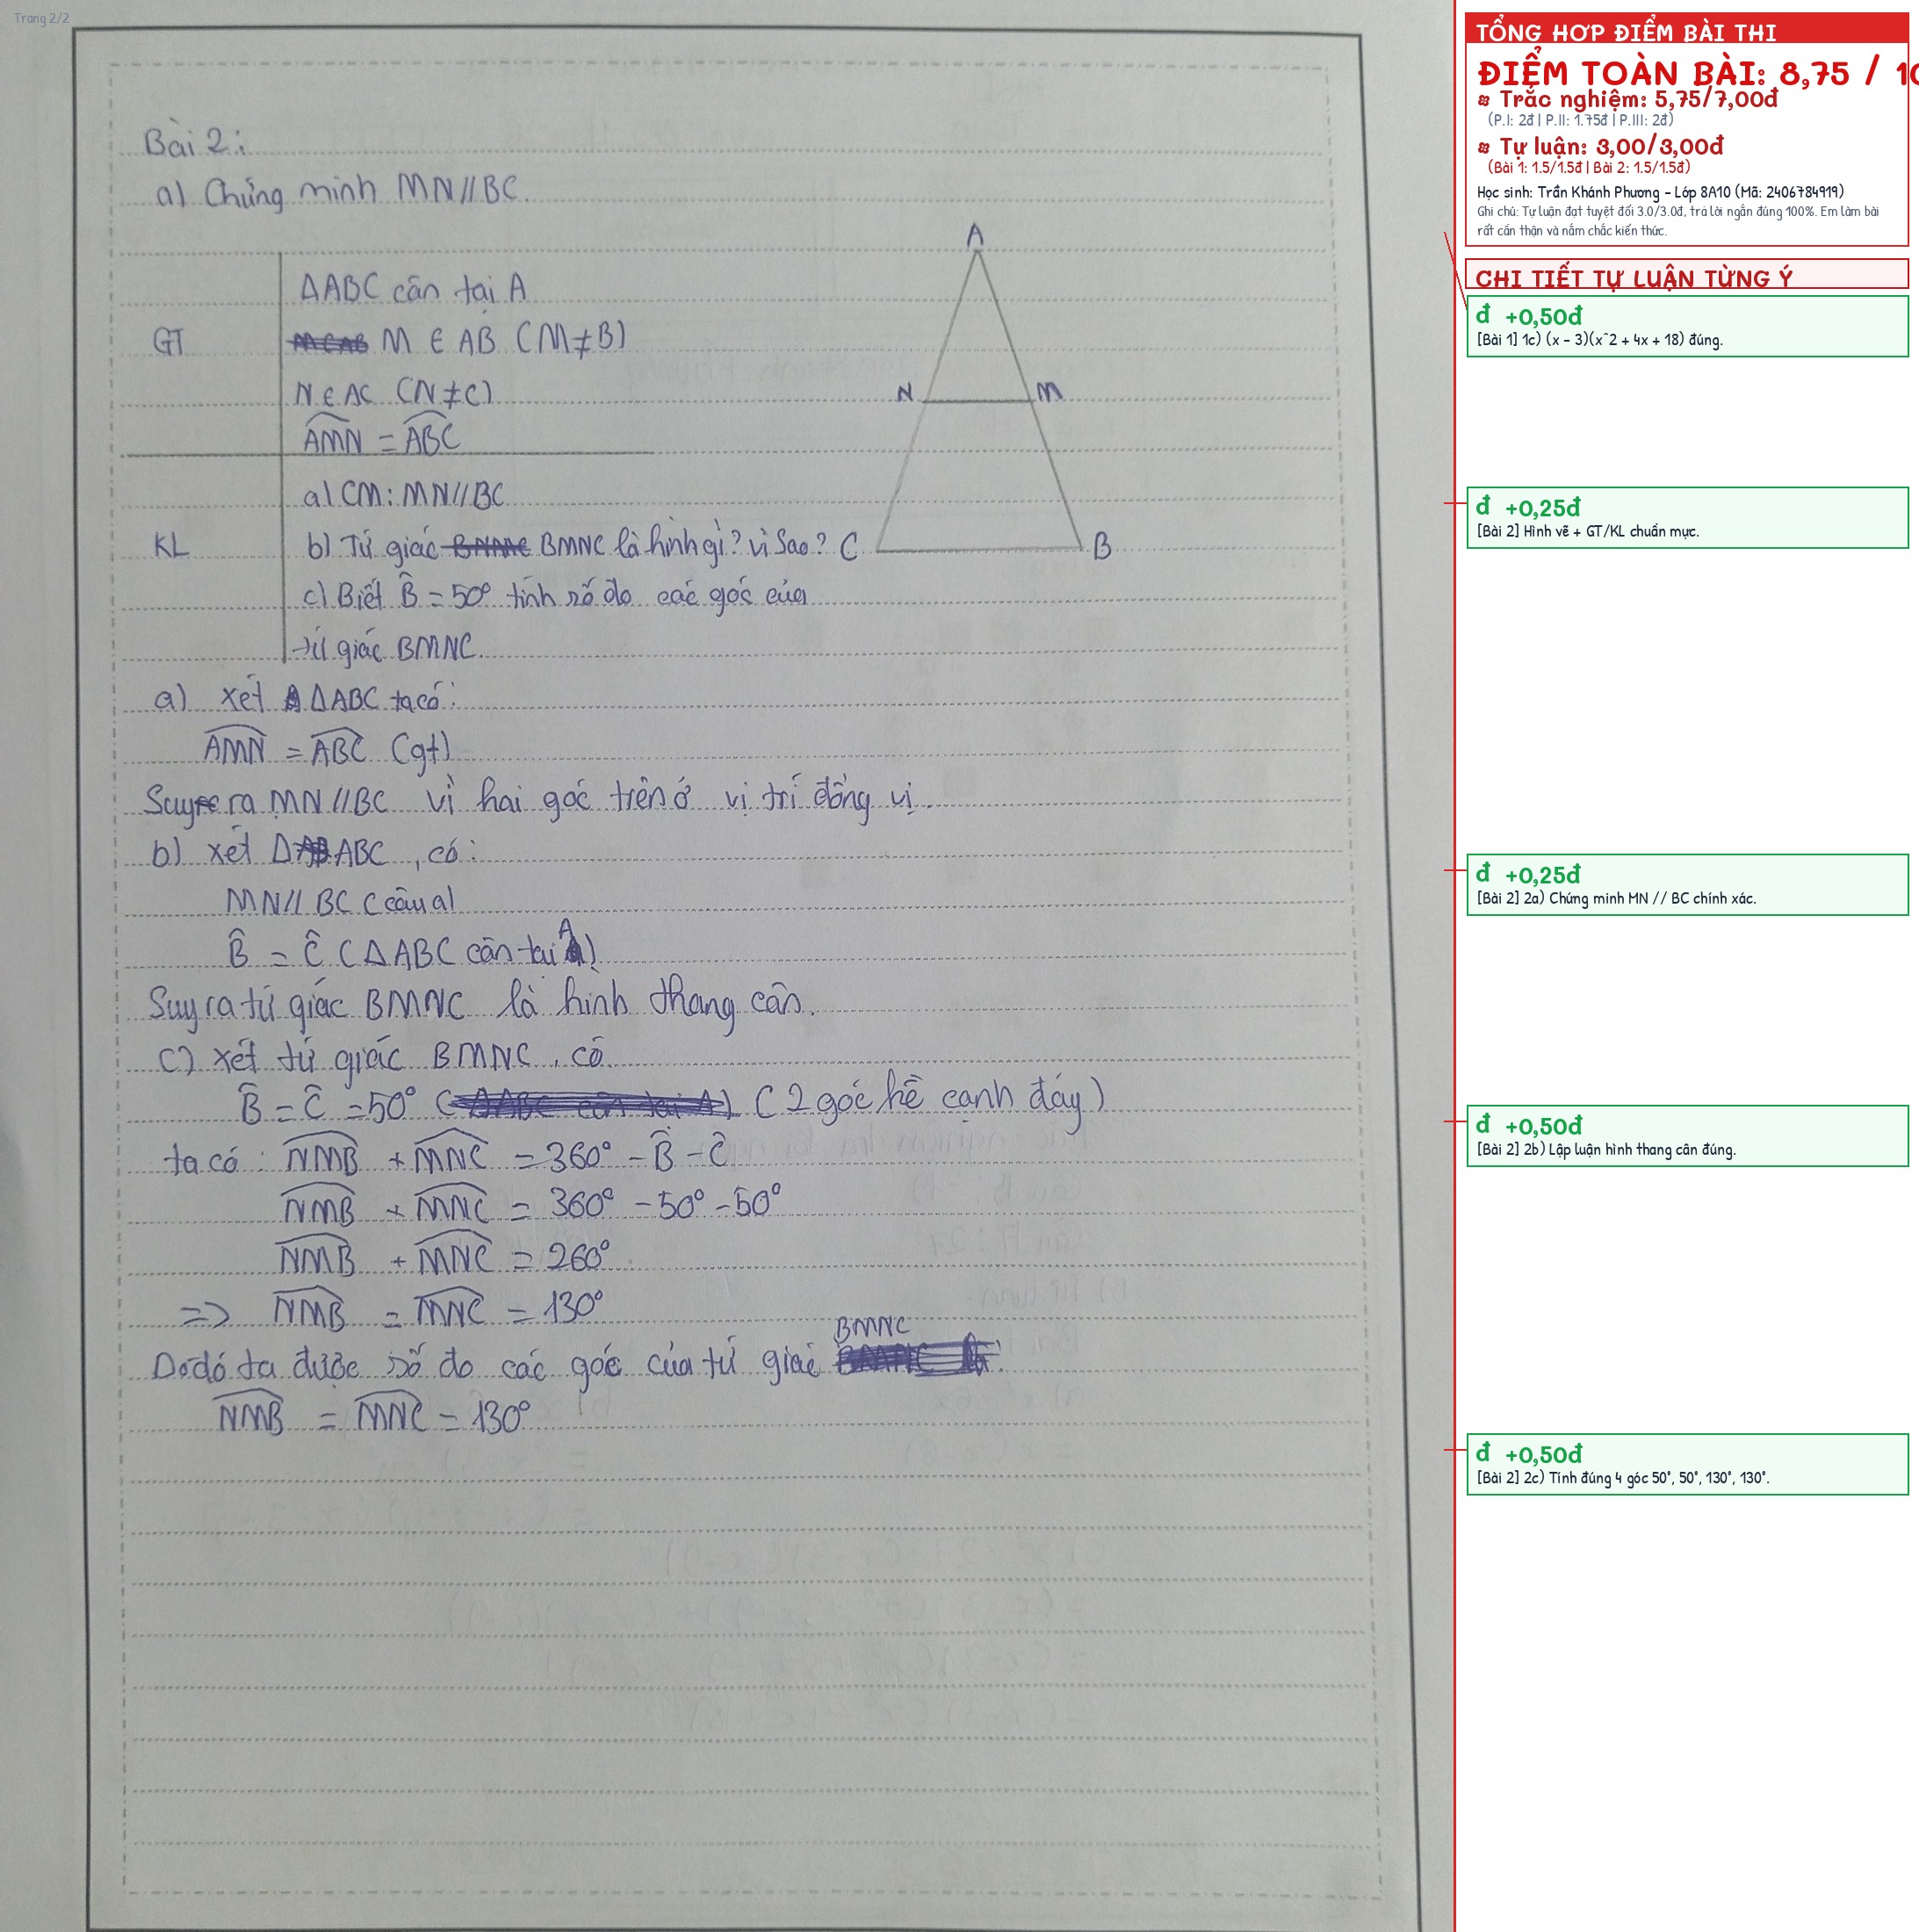 Trang 2/2
Bài 2:
a) Chứng minh MN//BC.
GT
ΔABC cân tại A
M ∈ AB (M≠B)
N ∈ AC (N≠C)
AMN = ABC
KL
a) CM: MN//BC
b) Tứ giác BMNC là hình gì? vì sao?
c) Biết B̂ = 50° tính số đo các góc của
tứ giác BMNC.
A
N
M
C
B
a) xét ΔABC ta có:
AMN = ABC (gt)
Suy ra MN//BC vì hai góc trên ở vị trí đồng vị.
b) xét ΔABC, có:
MN// BC (câu a)
B̂ = Ĉ (ΔABC cân tại A)
Suy ra tứ giác BMNC là hình thang cân.
c) xét tứ giác BMNC, có
B̂ = Ĉ = 50° (2 góc kề cạnh đáy)
ta có: NMB + MNC = 360° - B̂ - Ĉ
NMB + MNC = 360° - 50° - 50°
NMB + MNC = 260°
=> NMB = MNC = 130°
Do đó ta được số đo các góc của tứ giác BMNC
NMB = MNC = 130°
TỔNG HƠP ĐIỂM BÀI THI
ĐIỂM TOÀN BÀI: 8,75 / 10
Trắc nghiệm: 5,75/7,00đ
(P.I: 2đ | P.II: 1.75đ | P.III: 2đ)
Tự luận: 3,00/3,00đ
(Bài 1: 1.5/1.5đ | Bài 2: 1.5/1.5đ)
Học sinh: Trần Khánh Phương - Lớp 8A10 (Mã: 2406784919)
Ghi chú: Tự luận đạt tuyệt đối 3.0/3.0đ, trả lời ngắn đúng 100%. Em làm bài
rất cẩn thận và nắm chắc kiến thức.
CHI TIẾT TỰ LUẬN TỪNG Ý
đ +0,50đ
[Bài 1] 1c) (x - 3)(x^2 + 4x + 18) đúng.
đ +0,25đ
[Bài 2] Hình vẽ + GT/KL chuẩn mực.
đ +0,25đ
[Bài 2] 2a) Chứng minh MN // BC chính xác.
đ +0,50đ
[Bài 2] 2b) Lập luận hình thang cân đúng.
đ +0,50đ
[Bài 2] 2c) Tính đúng 4 góc 50°, 50°, 130°, 130°.